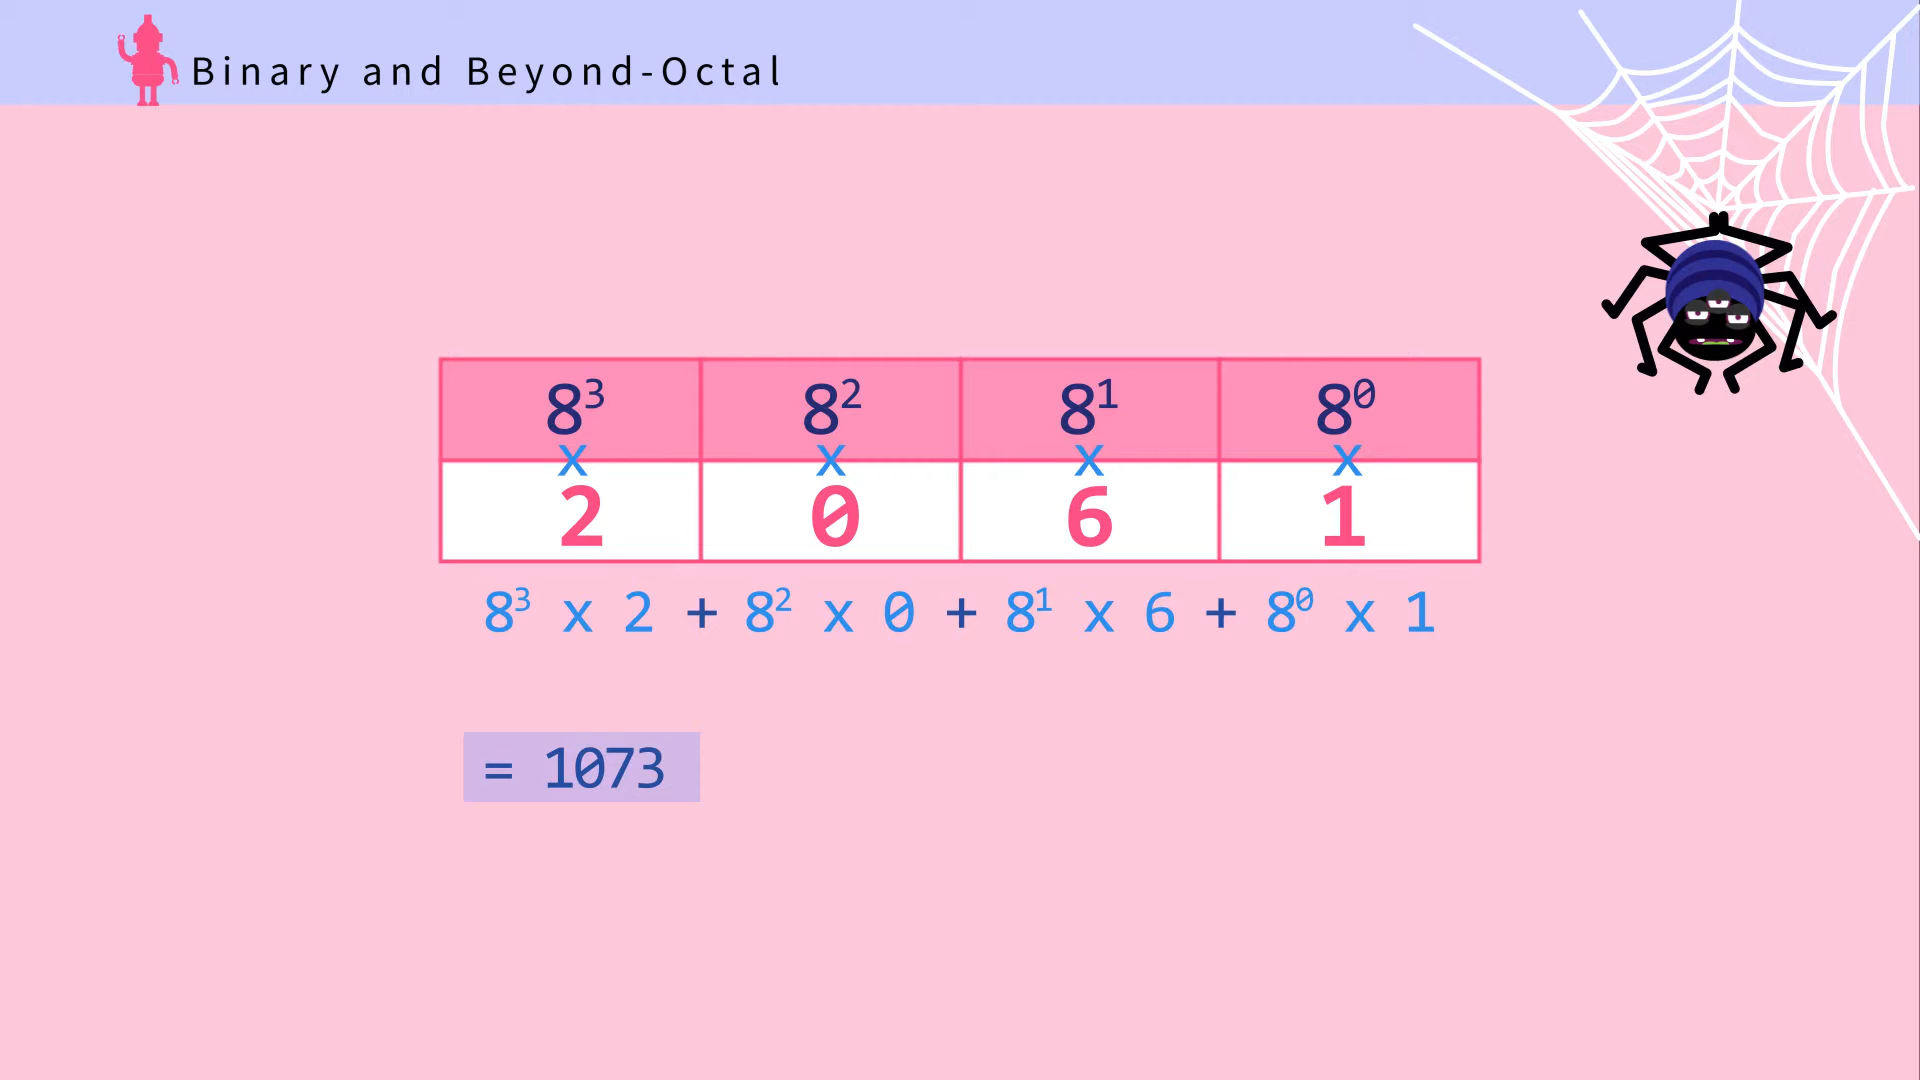 Binary and Beyond-Octal
8³ 8² 8¹ 8⁰
x x x x
2 0 6 1
8³ x 2 + 8² x 0 + 8¹ x 6 + 8⁰ x 1
= 1073